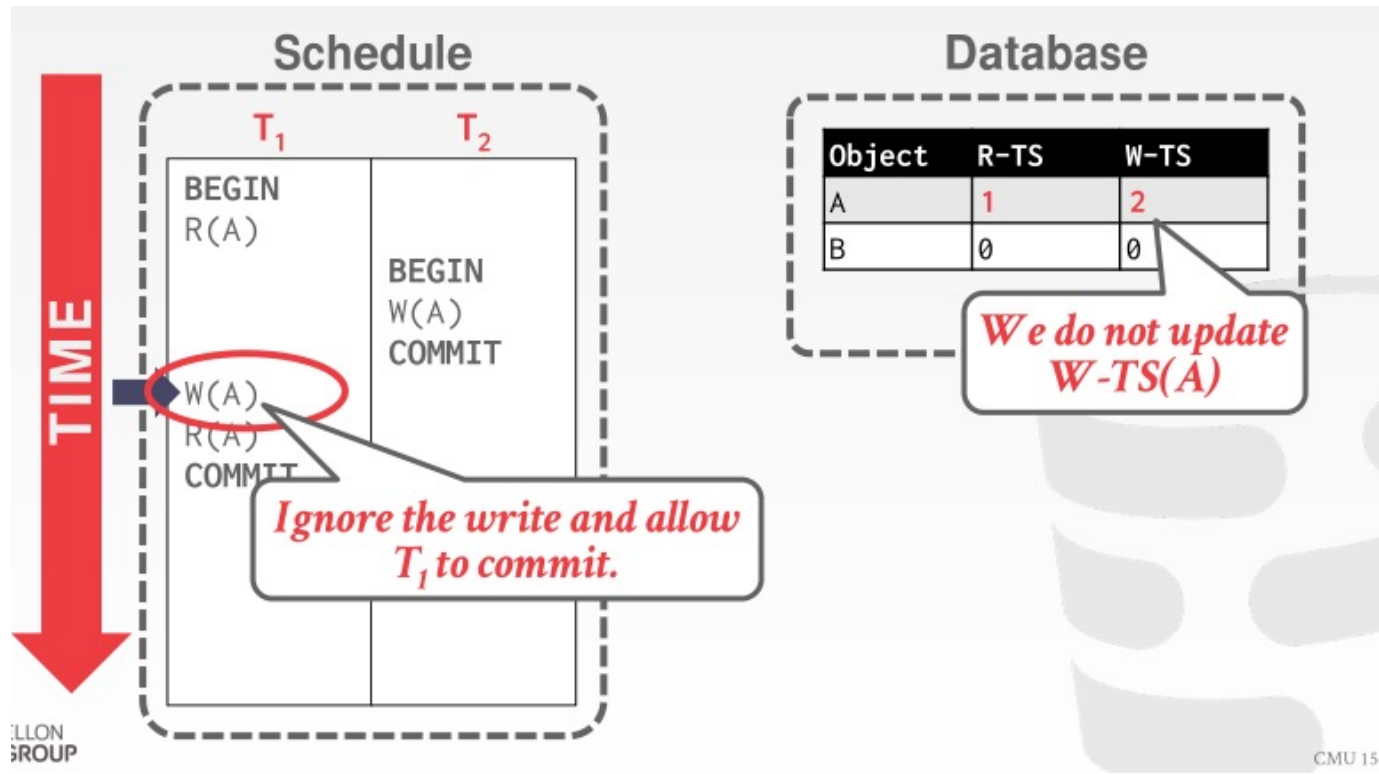 Schedule
Database
TIME
T₁ T₂
BEGIN
R(A)
BEGIN
W(A)
COMMIT
W(A)
R(A)
COMMIT
Ignore the write and allow
T₁ to commit.
Object R-TS W-TS
A 1 2
B 0 0
We do not update
W-TS(A)
GROUP
CMU 15